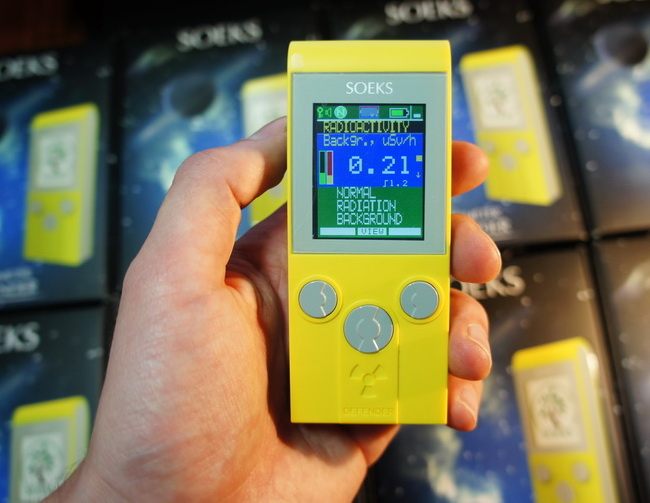 SOEKS
SOEKS
SOEKS
SOEKS
N
RADIOACTIVITY
Backgr., uSv/h
0.21
NORMAL
RADIATION
BACKGROUND
VIEW
DEFENDER